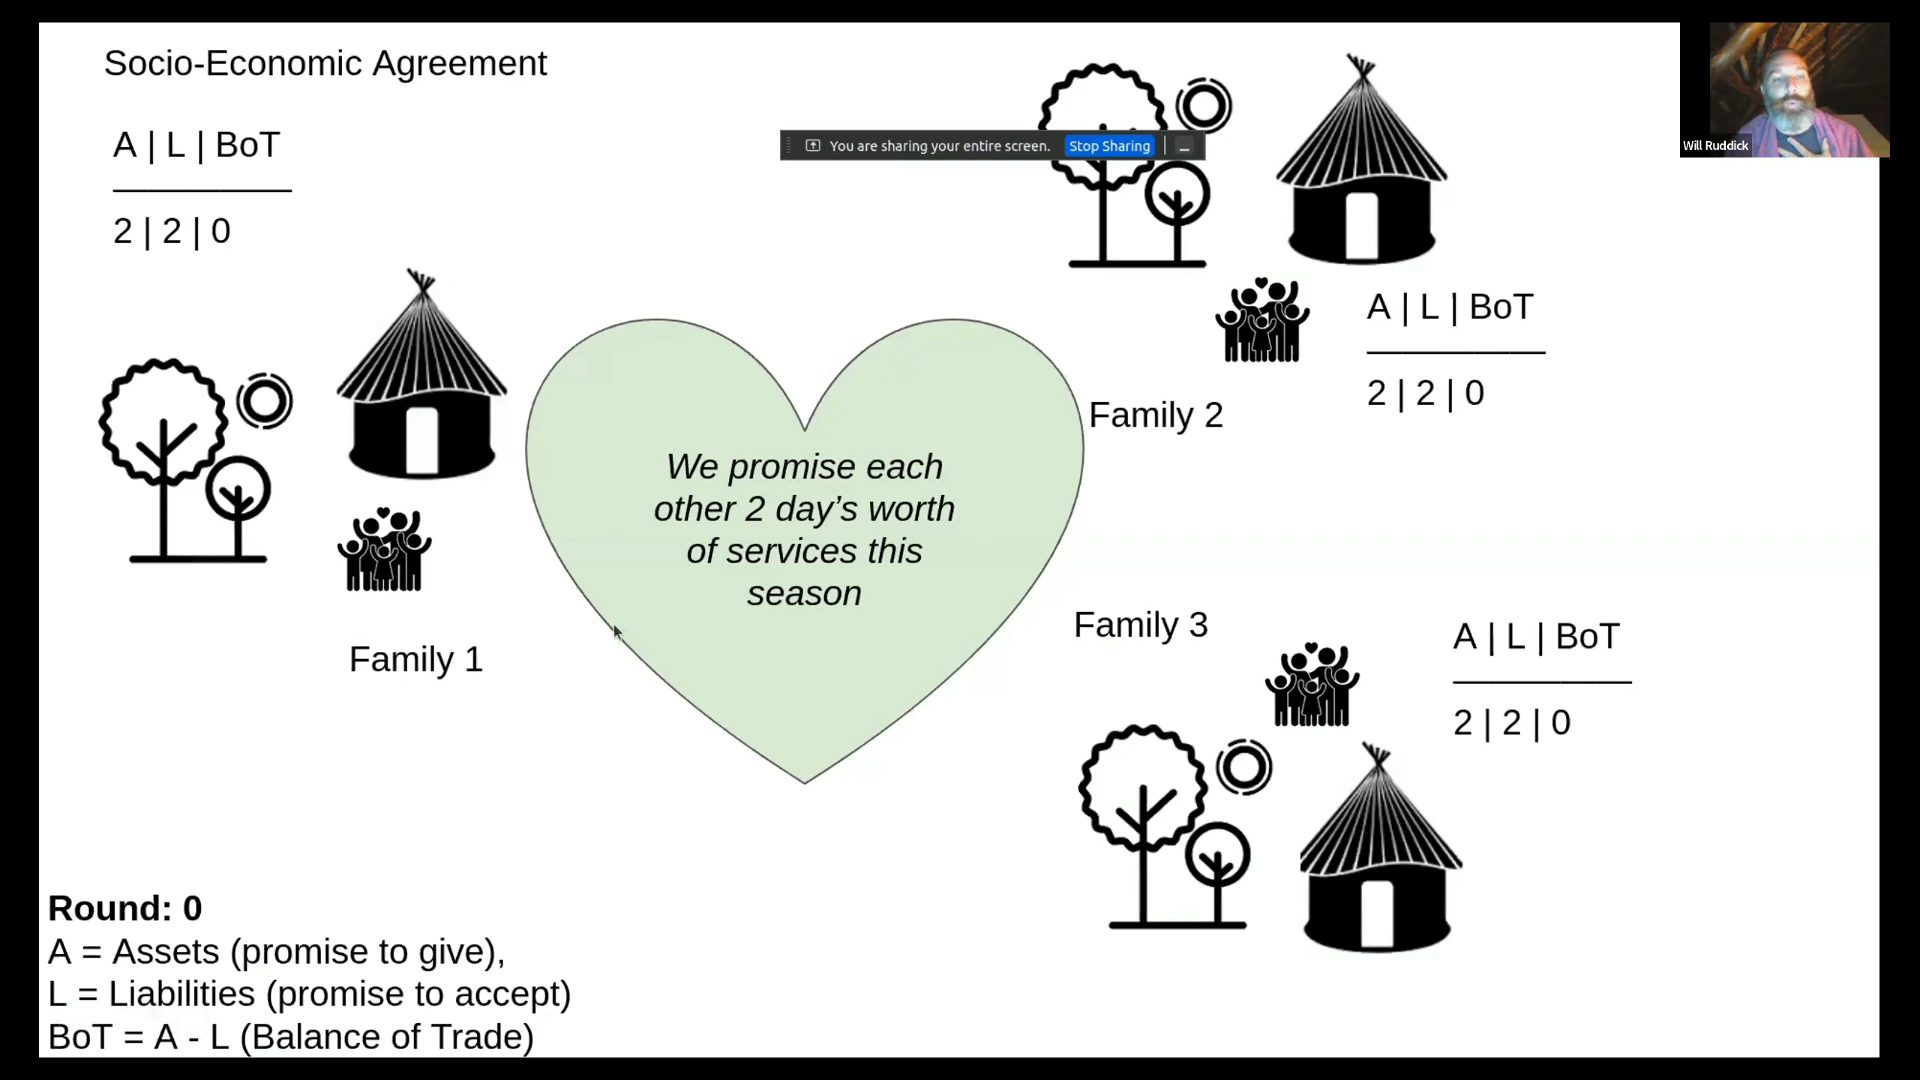 Socio-Economic Agreement
A | L | BoT
2 | 2 | 0
You are sharing your entire screen. Stop Sharing
Will Ruddick
A | L | BoT
2 | 2 | 0
Family 2
We promise each
other 2 day's worth
of services this
season
Family 1
Family 3
A | L | BoT
2 | 2 | 0
Round: 0
A = Assets (promise to give),
L = Liabilities (promise to accept)
BoT = A - L (Balance of Trade)